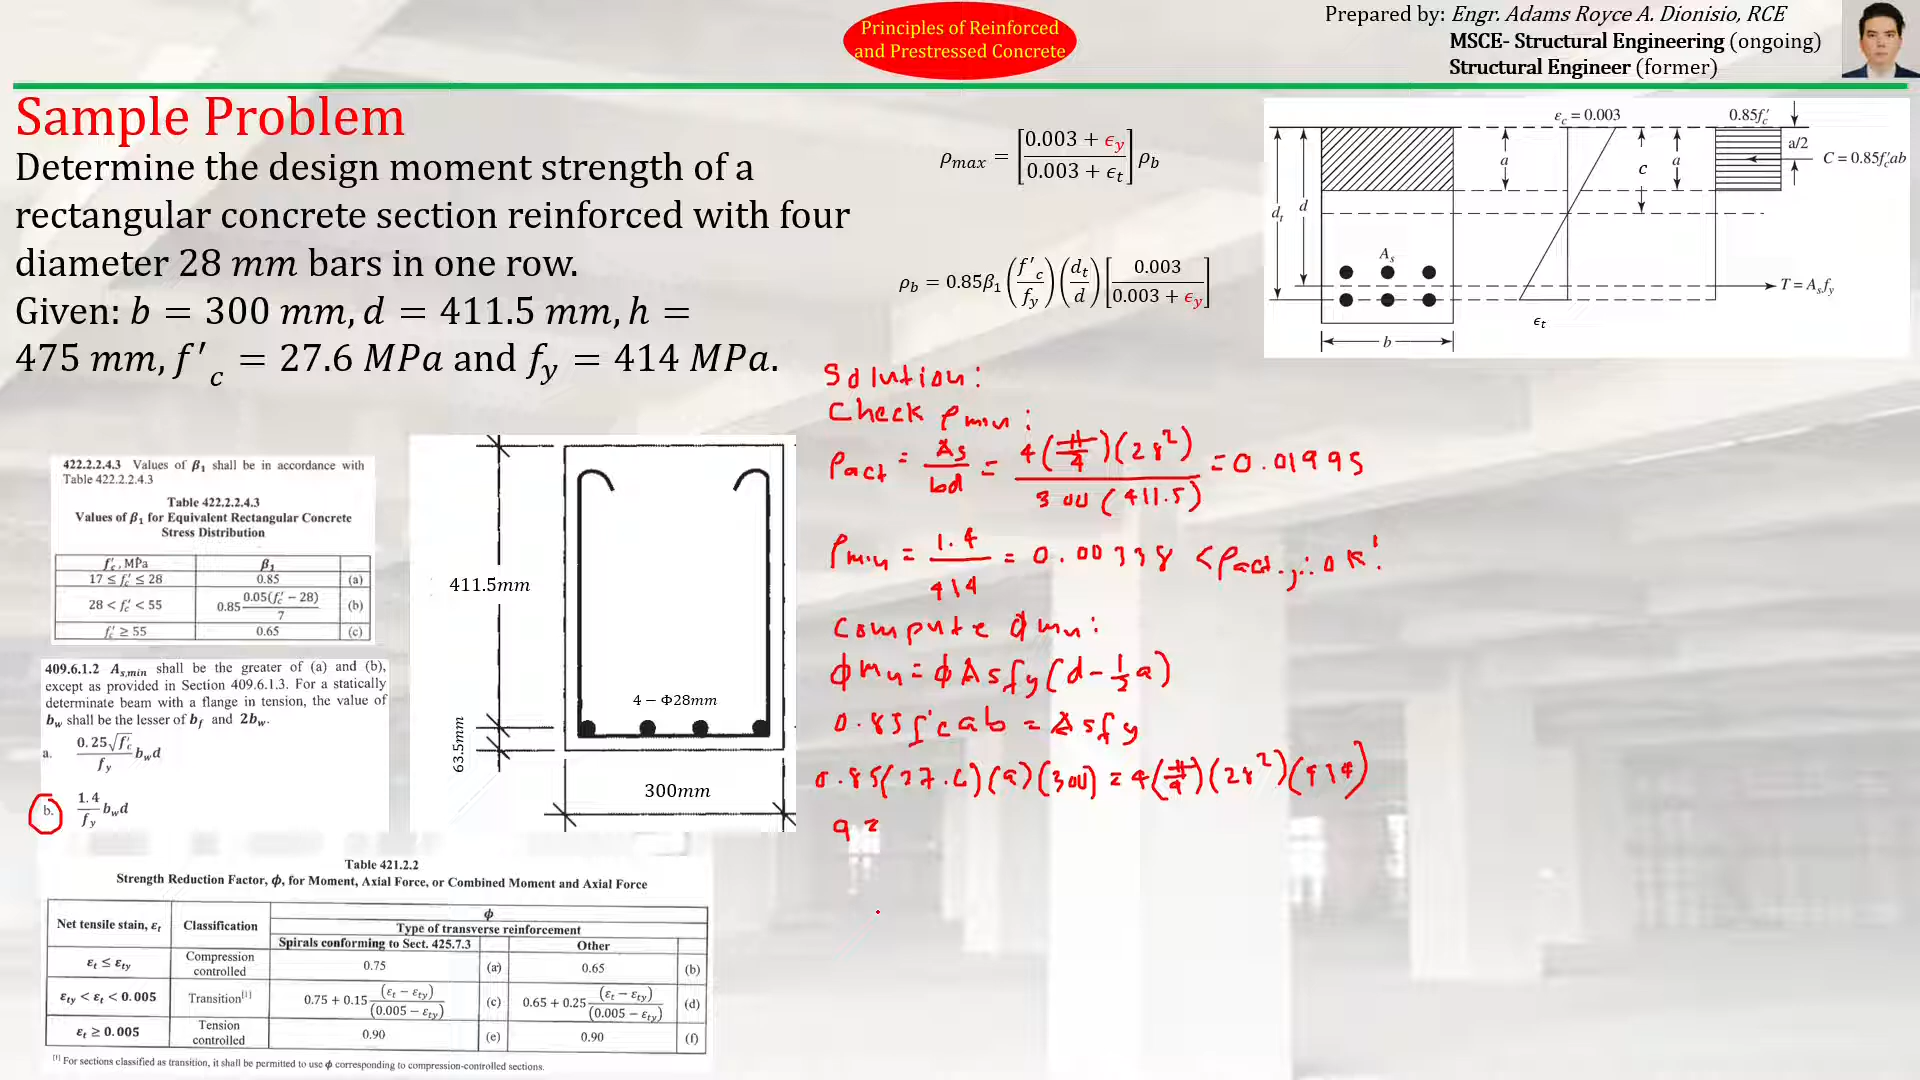 Principles of Reinforced
and Prestressed Concrete
Prepared by: Engr. Adams Royce A. Dionisio, RCE
MSCE- Structural Engineering (ongoing)
Structural Engineer (former)
Sample Problem
Determine the design moment strength of a
rectangular concrete section reinforced with four
diameter 28 mm bars in one row.
Given: b = 300 mm, d = 411.5 mm, h =
475 mm, f'c = 27.6 MPa and fy = 414 MPa.
ρmax = [0.003 + ϵy / 0.003 + ϵt] ρb
ρb = 0.85β1 (f'c / fy) (dt / d) [0.003 / 0.003 + ϵy]
εc = 0.003
0.85f'c
a/2
C = 0.85f'c ab
a
c
a
dt
d
As
T = As fy
ϵt
b
422.2.2.4.3 Values of β1 shall be in accordance with
Table 422.2.2.4.3
Table 422.2.2.4.3
Values of β1 for Equivalent Rectangular Concrete
Stress Distribution
f'c, MPa β1
17 ≤ f'c ≤ 28 0.85 (a)
28 < f'c < 55 0.85 0.05(f'c − 28) / 7 (b)
f'c ≥ 55 0.65 (c)
409.6.1.2 As,min shall be the greater of (a) and (b),
except as provided in Section 409.6.1.3. For a statically
determinate beam with a flange in tension, the value of
bw shall be the lesser of bf and 2bw.
a. 0.25√f'c / fy bwd
b. 1.4 / fy bwd
411.5mm
4 − Φ28mm
63.5mm
300mm
Solution:
Check ρmin:
ρact = As / bd = 4(π/4)(28²) / 300(411.5) = 0.01995
ρmin = 1.4 / 414 = 0.00338 < ρact. ∴ OK!
Compute ϕMn:
ϕMn = ϕAsfy(d - 1/2 a)
0.85f'c ab = Asfy
0.85(27.6)(a)(300) = 4(π/4)(28²)(414)
a =
Table 421.2.2
Strength Reduction Factor, ϕ, for Moment, Axial Force, or Combined Moment and Axial Force
Net tensile stain, εt Classification ϕ
Type of transverse reinforcement
Spirals conforming to Sect. 425.7.3 Other
εt ≤ εty Compression controlled 0.75 (a) 0.65 (b)
εty < εt < 0.005 Transition[1] 0.75 + 0.15 (εt − εty) / (0.005 − εty) (c) 0.65 + 0.25 (εt − εty) / (0.005 − εty) (d)
εt ≥ 0.005 Tension controlled 0.90 (e) 0.90 (f)
[1] For sections classified as transition, it shall be permitted to use ϕ corresponding to compression-controlled sections.